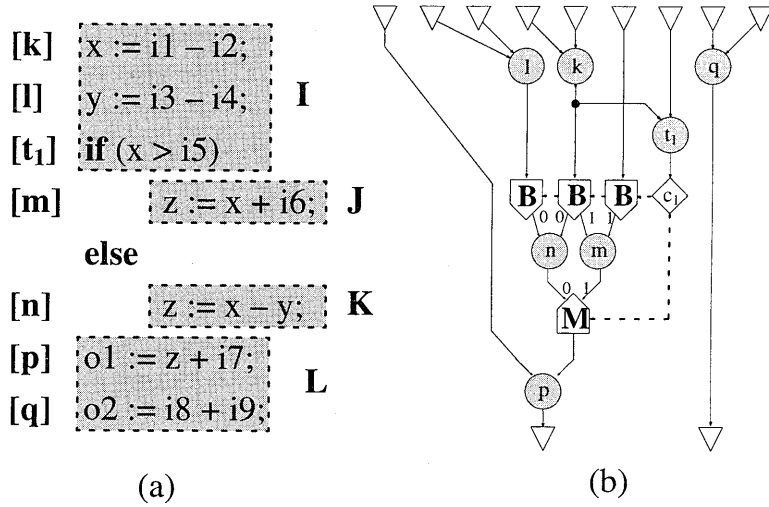 [k] x := i1 – i2;
[l] y := i3 – i4; I
[t1] if (x > i5)
[m] z := x + i6; J
else
[n] z := x – y; K
[p] o1 := z + i7;
L
[q] o2 := i8 + i9;
(a)
l k q
t1
B B B c1
0 0 1 1
n m
0 1
M
p
(b)